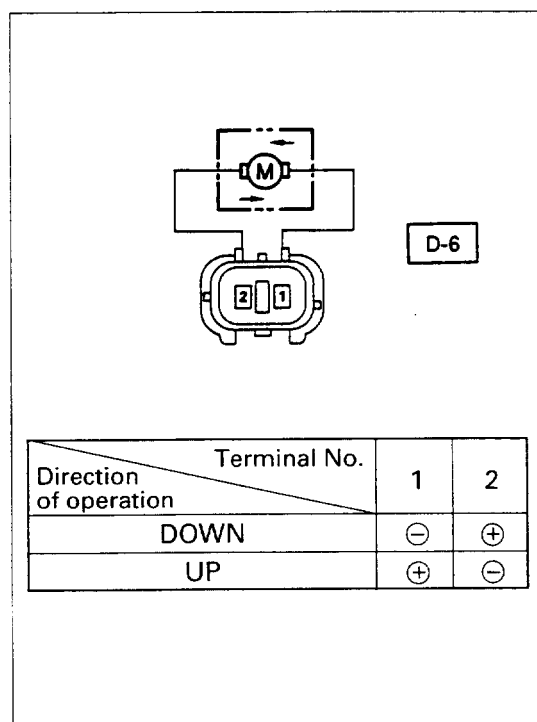 M
D-6
2 1
Terminal No.
Direction
of operation
1 2
DOWN ⊖ ⊕
UP ⊕ ⊖